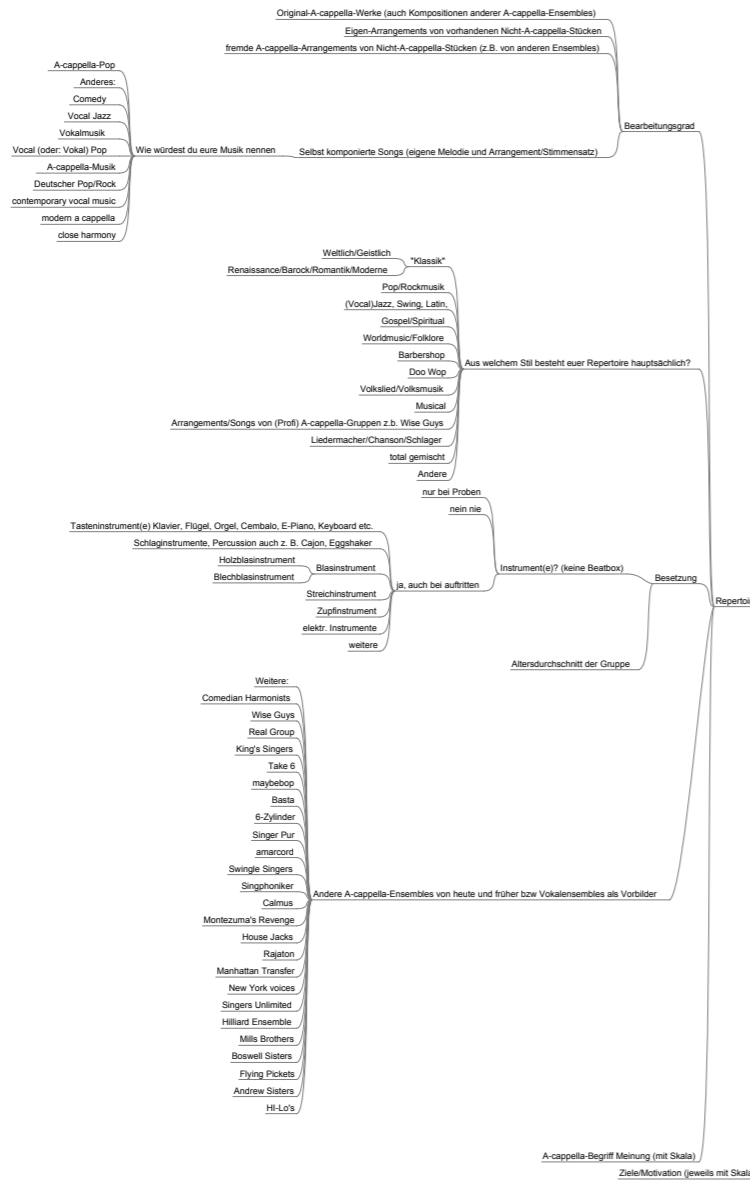 Original-A-cappella-Werke (auch Kompositionen anderer A-cappella-Ensembles)
Eigen-Arrangements von vorhandenen Nicht-A-cappella-Stücken
fremde A-cappella-Arrangements von Nicht-A-cappella-Stücken (z.B. von anderen Ensembles)
A-cappella-Pop
Anderes:
Comedy
Vocal Jazz
Vokalmusik
Vocal (oder: Vokal) Pop
A-cappella-Musik
Deutscher Pop/Rock
contemporary vocal music
modern a cappella
close harmony
Wie würdest du eure Musik nennen
Selbst komponierte Songs (eigene Melodie und Arrangement/Stimmensatz)
Bearbeitungsgrad
Weltlich/Geistlich
Renaissance/Barock/Romantik/Moderne
"Klassik"
Pop/Rockmusik
(Vocal)Jazz, Swing, Latin,
Gospel/Spiritual
Worldmusic/Folklore
Barbershop
Doo Wop
Volkslied/Volksmusik
Musical
Arrangements/Songs von (Profi) A-cappella-Gruppen z.b. Wise Guys
Liedermacher/Chanson/Schlager
total gemischt
Andere
Aus welchem Stil besteht euer Repertoire hauptsächlich?
nur bei Proben
nein nie
Tasteninstrument(e) Klavier, Flügel, Orgel, Cembalo, E-Piano, Keyboard etc.
Schlaginstrumente, Percussion auch z. B. Cajon, Eggshaker
Holzblasinstrument
Blechblasinstrument
Blasinstrument
Streichinstrument
Zupfinstrument
elektr. Instrumente
weitere
ja, auch bei auftritten
Instrument(e)? (keine Beatbox)
Altersdurchschnitt der Gruppe
Besetzung
Repertoir
Weitere:
Comedian Harmonists
Wise Guys
Real Group
King's Singers
Take 6
maybebop
Basta
6-Zylinder
Singer Pur
amarcord
Swingle Singers
Singphoniker
Calmus
Montezuma's Revenge
House Jacks
Rajaton
Manhattan Transfer
New York voices
Singers Unlimited
Hilliard Ensemble
Mills Brothers
Boswell Sisters
Flying Pickets
Andrew Sisters
HI-Lo's
Andere A-cappella-Ensembles von heute und früher bzw Vokalensembles als Vorbilder
A-cappella-Begriff Meinung (mit Skala)
Ziele/Motivation (jeweils mit Skala